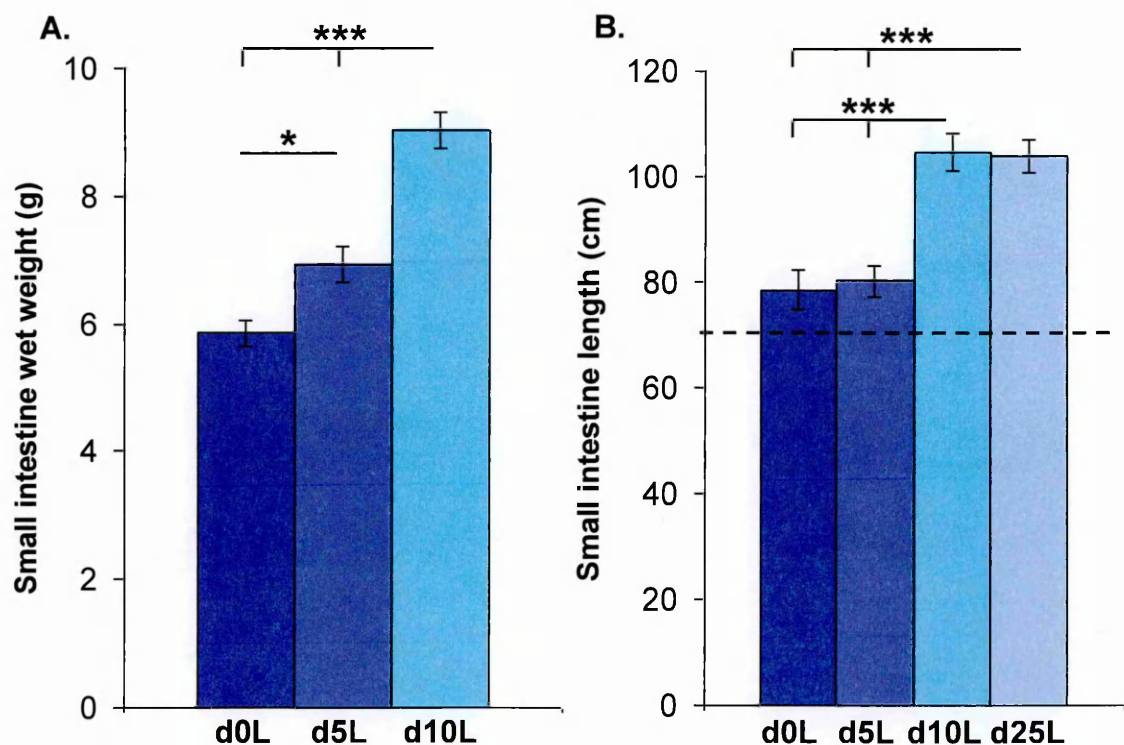 A.
***
*
Small intestine wet weight (g)
10
8
6
4
2
0
d0L d5L d10L
B.
***
***
Small intestine length (cm)
120
100
80
60
40
20
0
d0L d5L d10L d25L